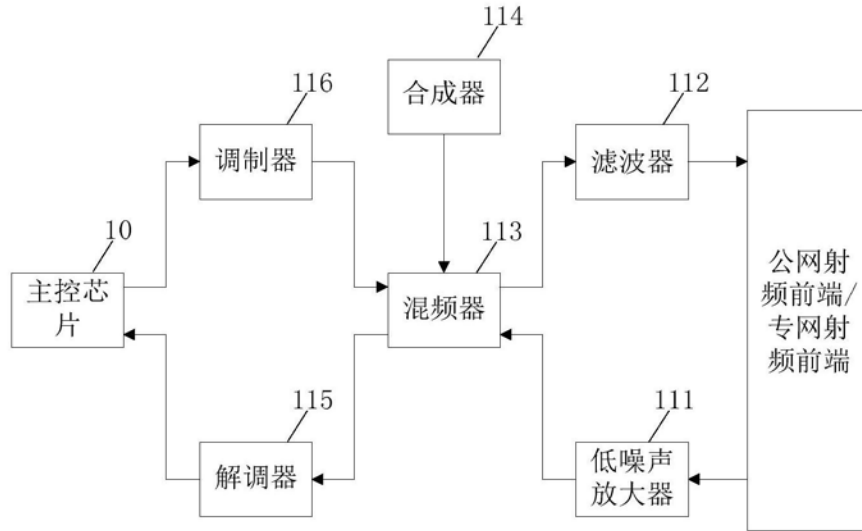 114
合成器
116
调制器
112
滤波器
10
主控芯
片
113
混频器
公网射
频前端/
专网射
频前端
115
解调器
111
低噪声
放大器